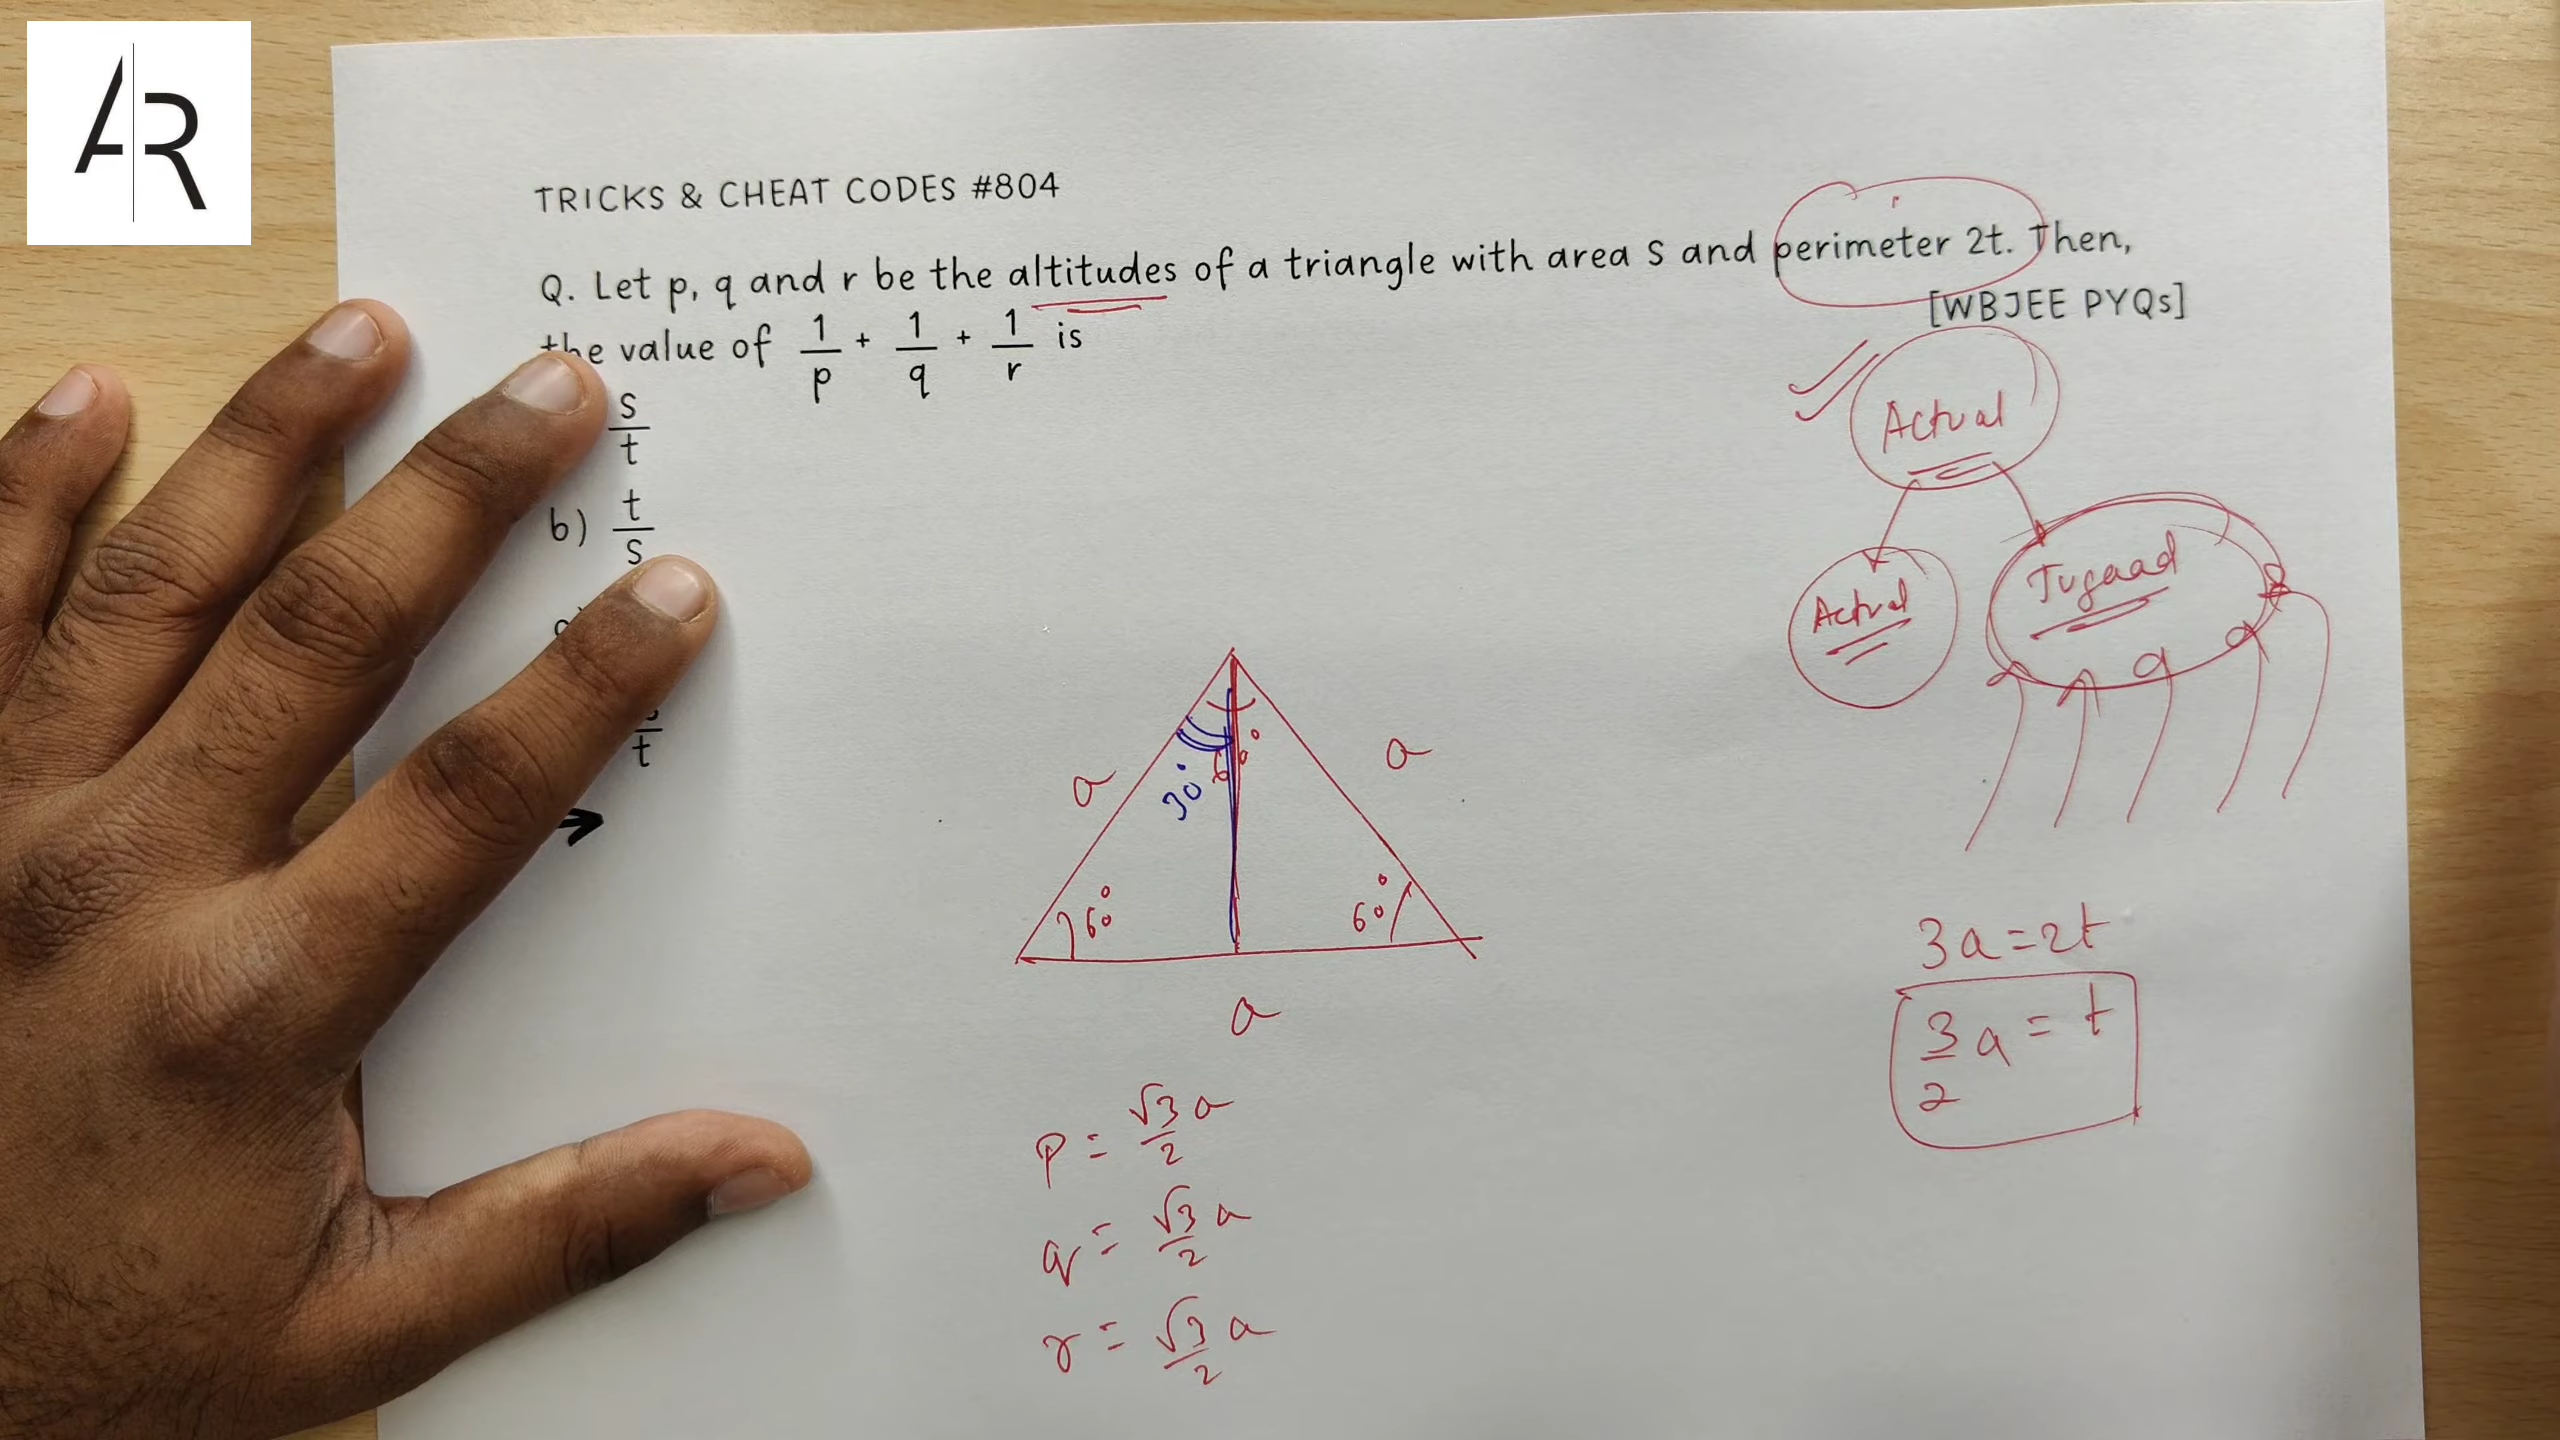 AR
TRICKS & CHEAT CODES #804
Q. Let p, q and r be the altitudes of a triangle with area S and perimeter 2t. Then,
[WBJEE PYQs]
the value of 1/p + 1/q + 1/r is
s/t
b) t/s
t
Actual
Actual
Jugaad
a
a
60°
30°
60°
60°
a
3a = 2t
3/2 a = t
p = √3/2 a
q = √3/2 a
r = √3/2 a